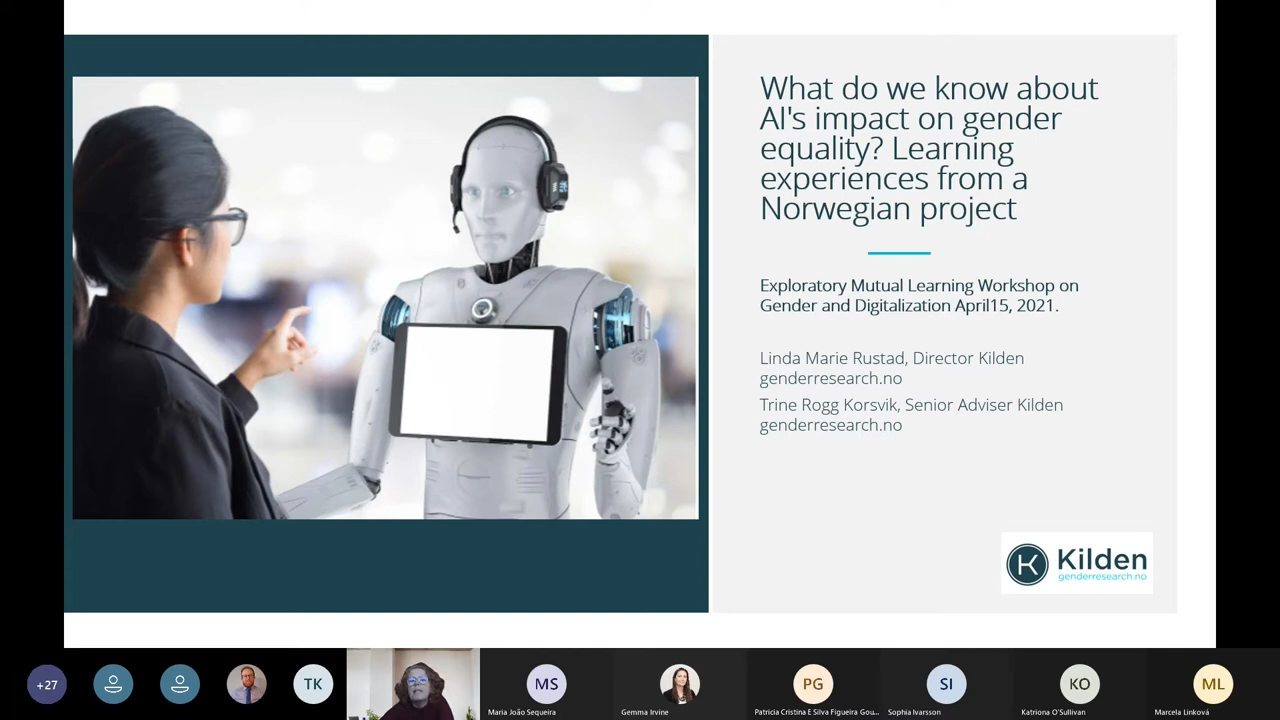 What do we know about
AI's impact on gender
equality? Learning
experiences from a
Norwegian project
Exploratory Mutual Learning Workshop on
Gender and Digitalization April15, 2021.
Linda Marie Rustad, Director Kilden
genderresearch.no
Trine Rogg Korsvik, Senior Adviser Kilden
genderresearch.no
K Kilden
genderresearch.no
+27
TK
MS
Maria João Sequeira
Gemma Irvine
PG
Patricia Cristina E Silva Figueira Gou...
SI
Sophia Ivarsson
KO
Katriona O'Sullivan
ML
Marcela Linková